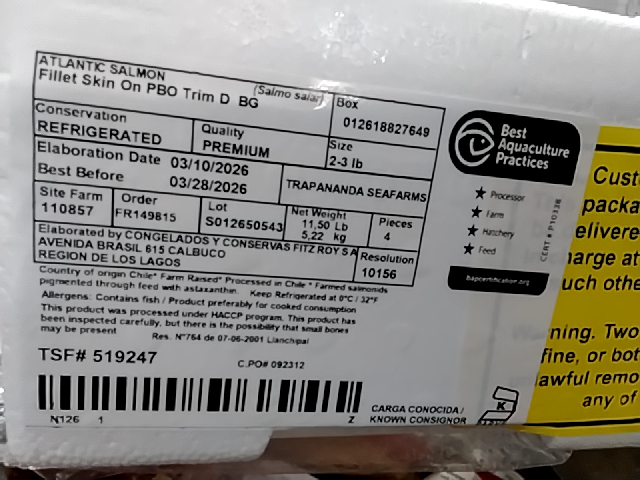 ATLANTIC SALMON
(Salmo salar)
Fillet Skin On PBO Trim D BG
Box
012618827649
Conservation
REFRIGERATED
Quality
PREMIUM
Size
2-3 lb
Elaboration Date 03/10/2026
Best Before 03/28/2026
TRAPANANDA SEAFARMS
Site Farm
110857
Order
FR149815
Lot
S012650543
Net Weight
11,50 Lb
5,22 kg
Pieces
4
Elaborated by CONGELADOS Y CONSERVAS FITZ ROY SA
AVENIDA BRASIL 615 CALBUCO
REGION DE LOS LAGOS
Resolution
10156
Country of origin Chile* Farm Raised* Processed in Chile * Farmed salmonids
pigmented through feed with astaxanthin. Keep Refrigerated at 0°C / 32°F
Allergens: Contains fish / Product preferably for cooked consumption
This product was processed under HACCP program. This product has
been inspected carefully, but there is the possibility that small bones
may be present
Res. N°764 de 07-06-2001 Llanchipal
TSF# 519247
C.PO# 092312
N126 1 Z
CARGA CONOCIDA/
KNOWN CONSIGNOR
K
Best
Aquaculture
Practices
Processor
Farm
Hatchery
Feed
CERT # P10338
bapcertification.org
Custo
packa
elivere
harge at
uch othe
rning. Two
fine, or bot
awful remo
any of